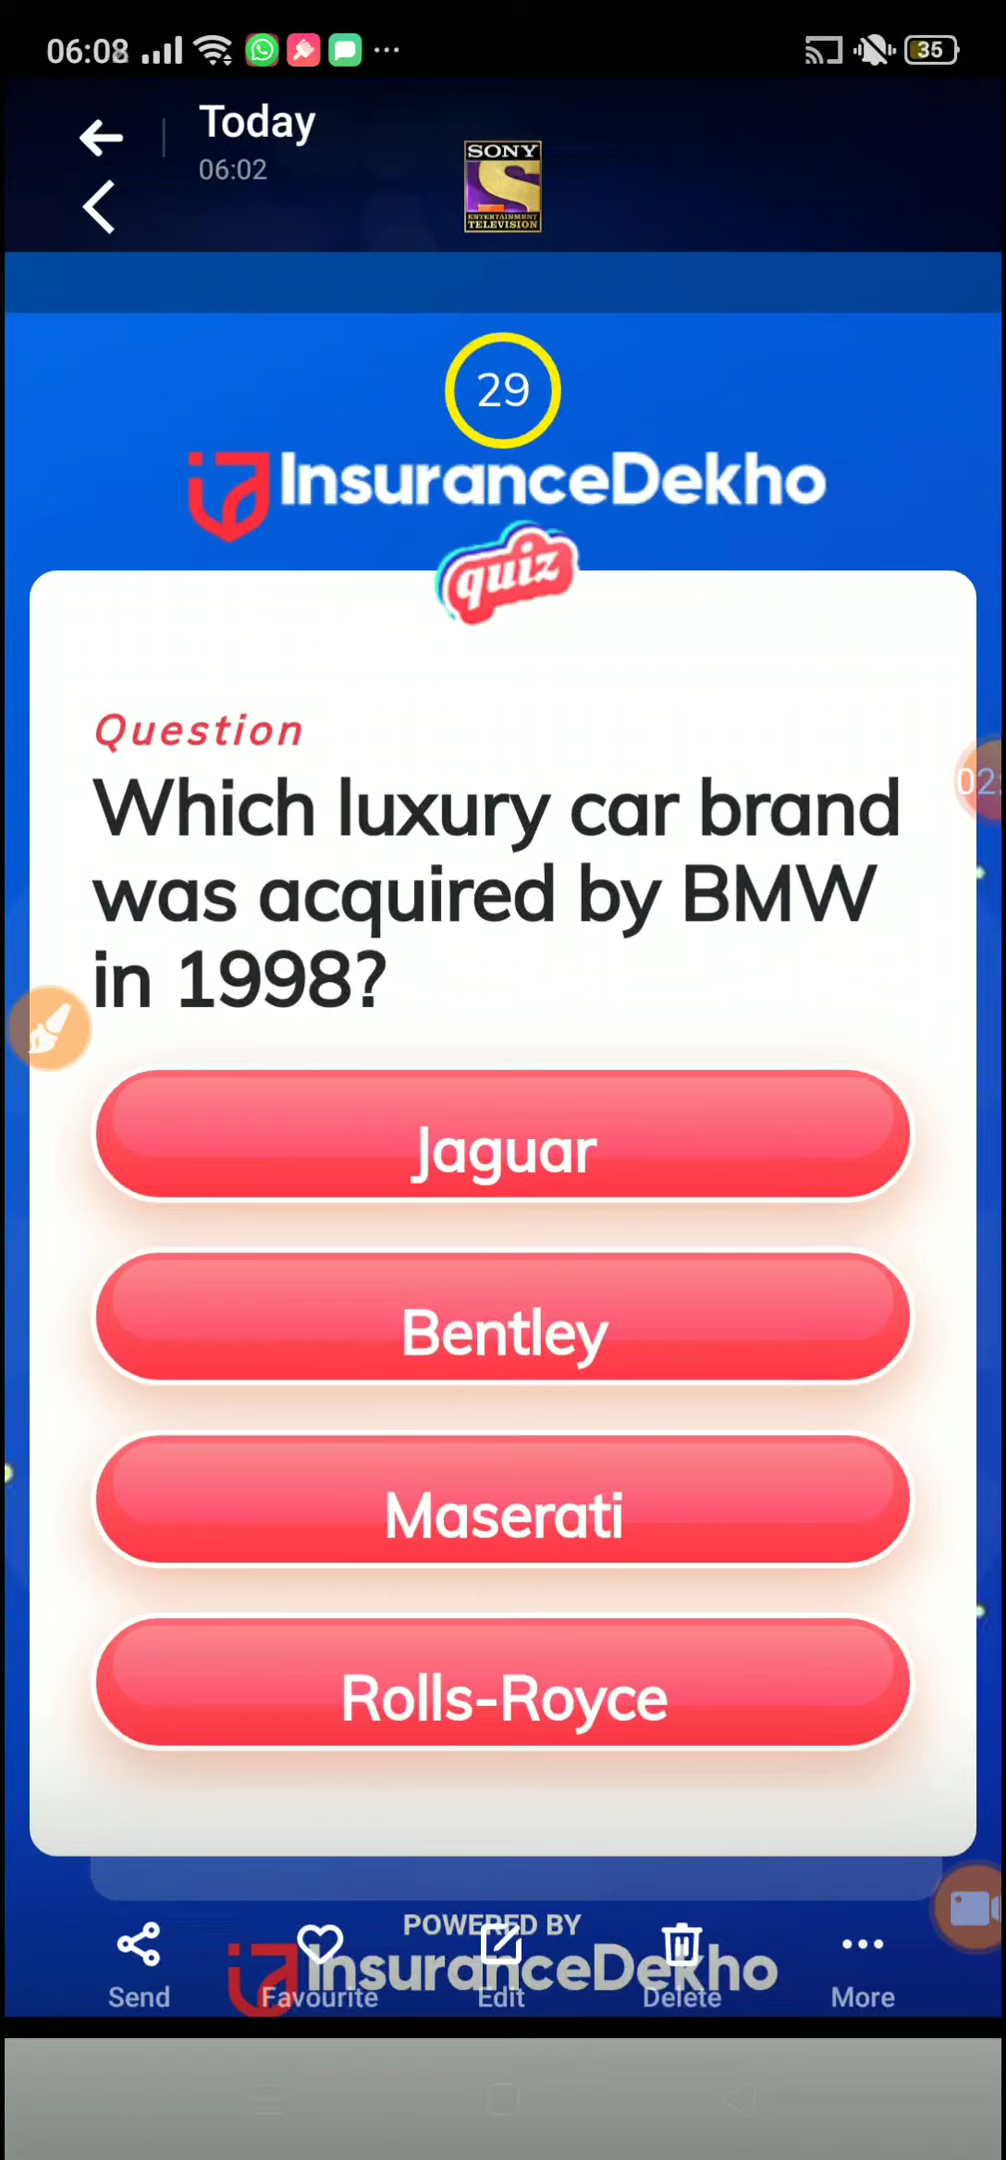 06:08
35
Today
06:02
SONY
ENTERTAINMENT
TELEVISION
29
InsuranceDekho
quiz
Question
Which luxury car brand
was acquired by BMW
in 1998?
02:
Jaguar
Bentley
Maserati
Rolls-Royce
POWERED BY
InsuranceDekho
Send
Favourite
Edit
Delete
More